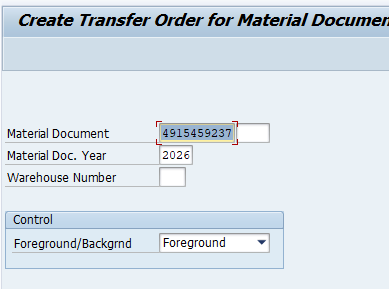 Create Transfer Order for Material Documen
Material Document 4915459237
Material Doc. Year 2026
Warehouse Number
Control
Foreground/Backgrnd Foreground